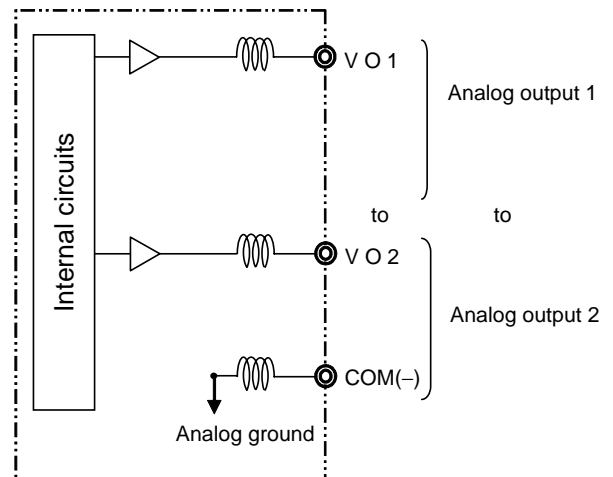 Internal circuits
V O 1
Analog output 1
to
to
V O 2
Analog output 2
COM(−)
Analog ground